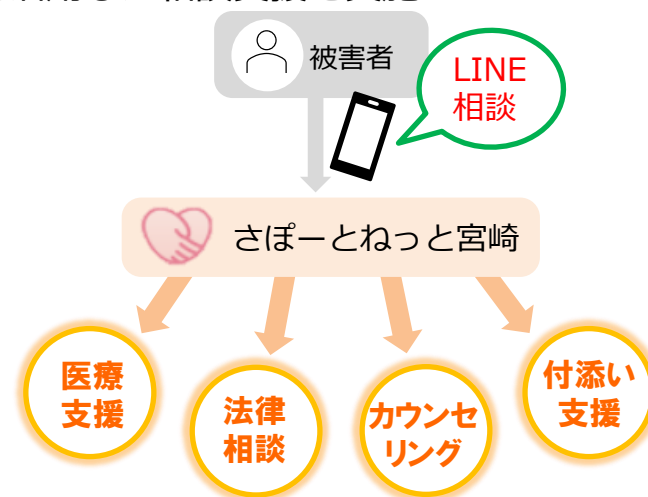 被害者
LINE
相談
さぽーとねっと宮崎
医療
支援
法律
相談
カウンセ
リング
付添い
支援